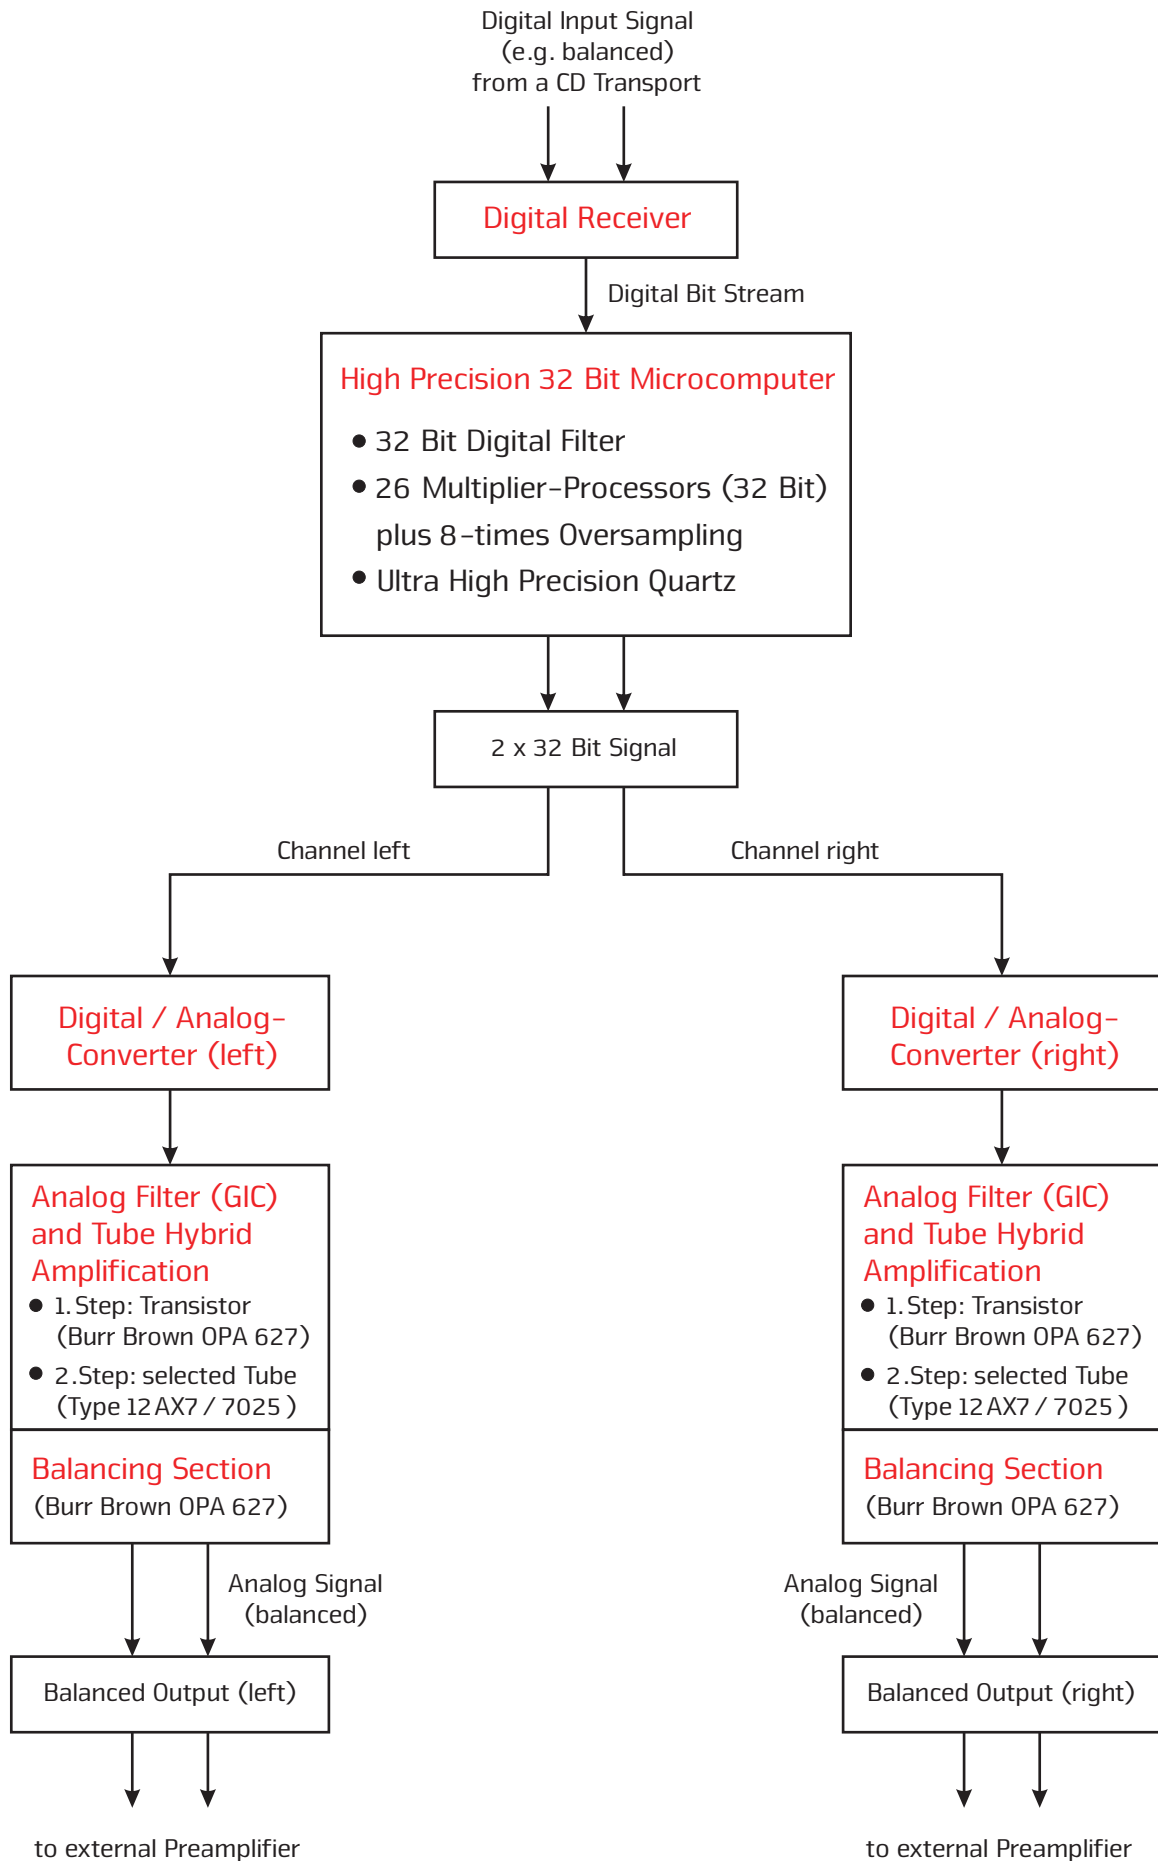 Digital Input Signal
(e.g. balanced)
from a CD Transport
Digital Receiver
Digital Bit Stream
High Precision 32 Bit Microcomputer
● 32 Bit Digital Filter
● 26 Multiplier-Processors (32 Bit)
plus 8-times Oversampling
● Ultra High Precision Quartz
2 x 32 Bit Signal
Channel left
Channel right
Digital / Analog-
Converter (left)
Digital / Analog-
Converter (right)
Analog Filter (GIC)
and Tube Hybrid
Amplification
● 1.Step: Transistor
(Burr Brown OPA 627)
● 2.Step: selected Tube
(Type 12AX7 / 7025)
Balancing Section
(Burr Brown OPA 627)
Analog Filter (GIC)
and Tube Hybrid
Amplification
● 1.Step: Transistor
(Burr Brown OPA 627)
● 2.Step: selected Tube
(Type 12AX7 / 7025)
Balancing Section
(Burr Brown OPA 627)
Analog Signal
(balanced)
Analog Signal
(balanced)
Balanced Output (left)
Balanced Output (right)
to external Preamplifier
to external Preamplifier